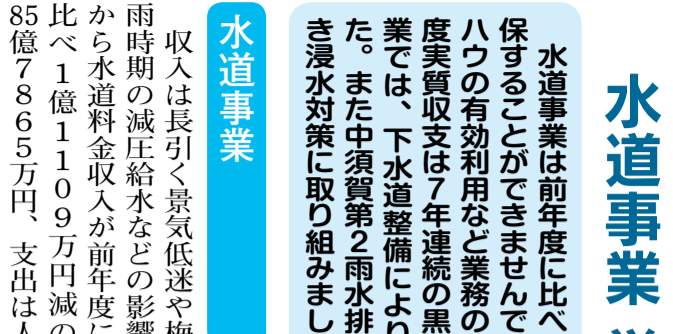 水道事業
水道事業は前年度に比べ
保することができませんで
ハウの有効利用など業務の
度実質収支は7年連続の黒
業では、下水道整備により
た。また中須賀第2雨水排
き浸水対策に取り組みまし
水道事業
収入は長引く景気低迷や梅
雨時期の減圧給水などの影響
から水道料金収入が前年度に
比べ1億1109万円減の
85億7865万円、支出は人